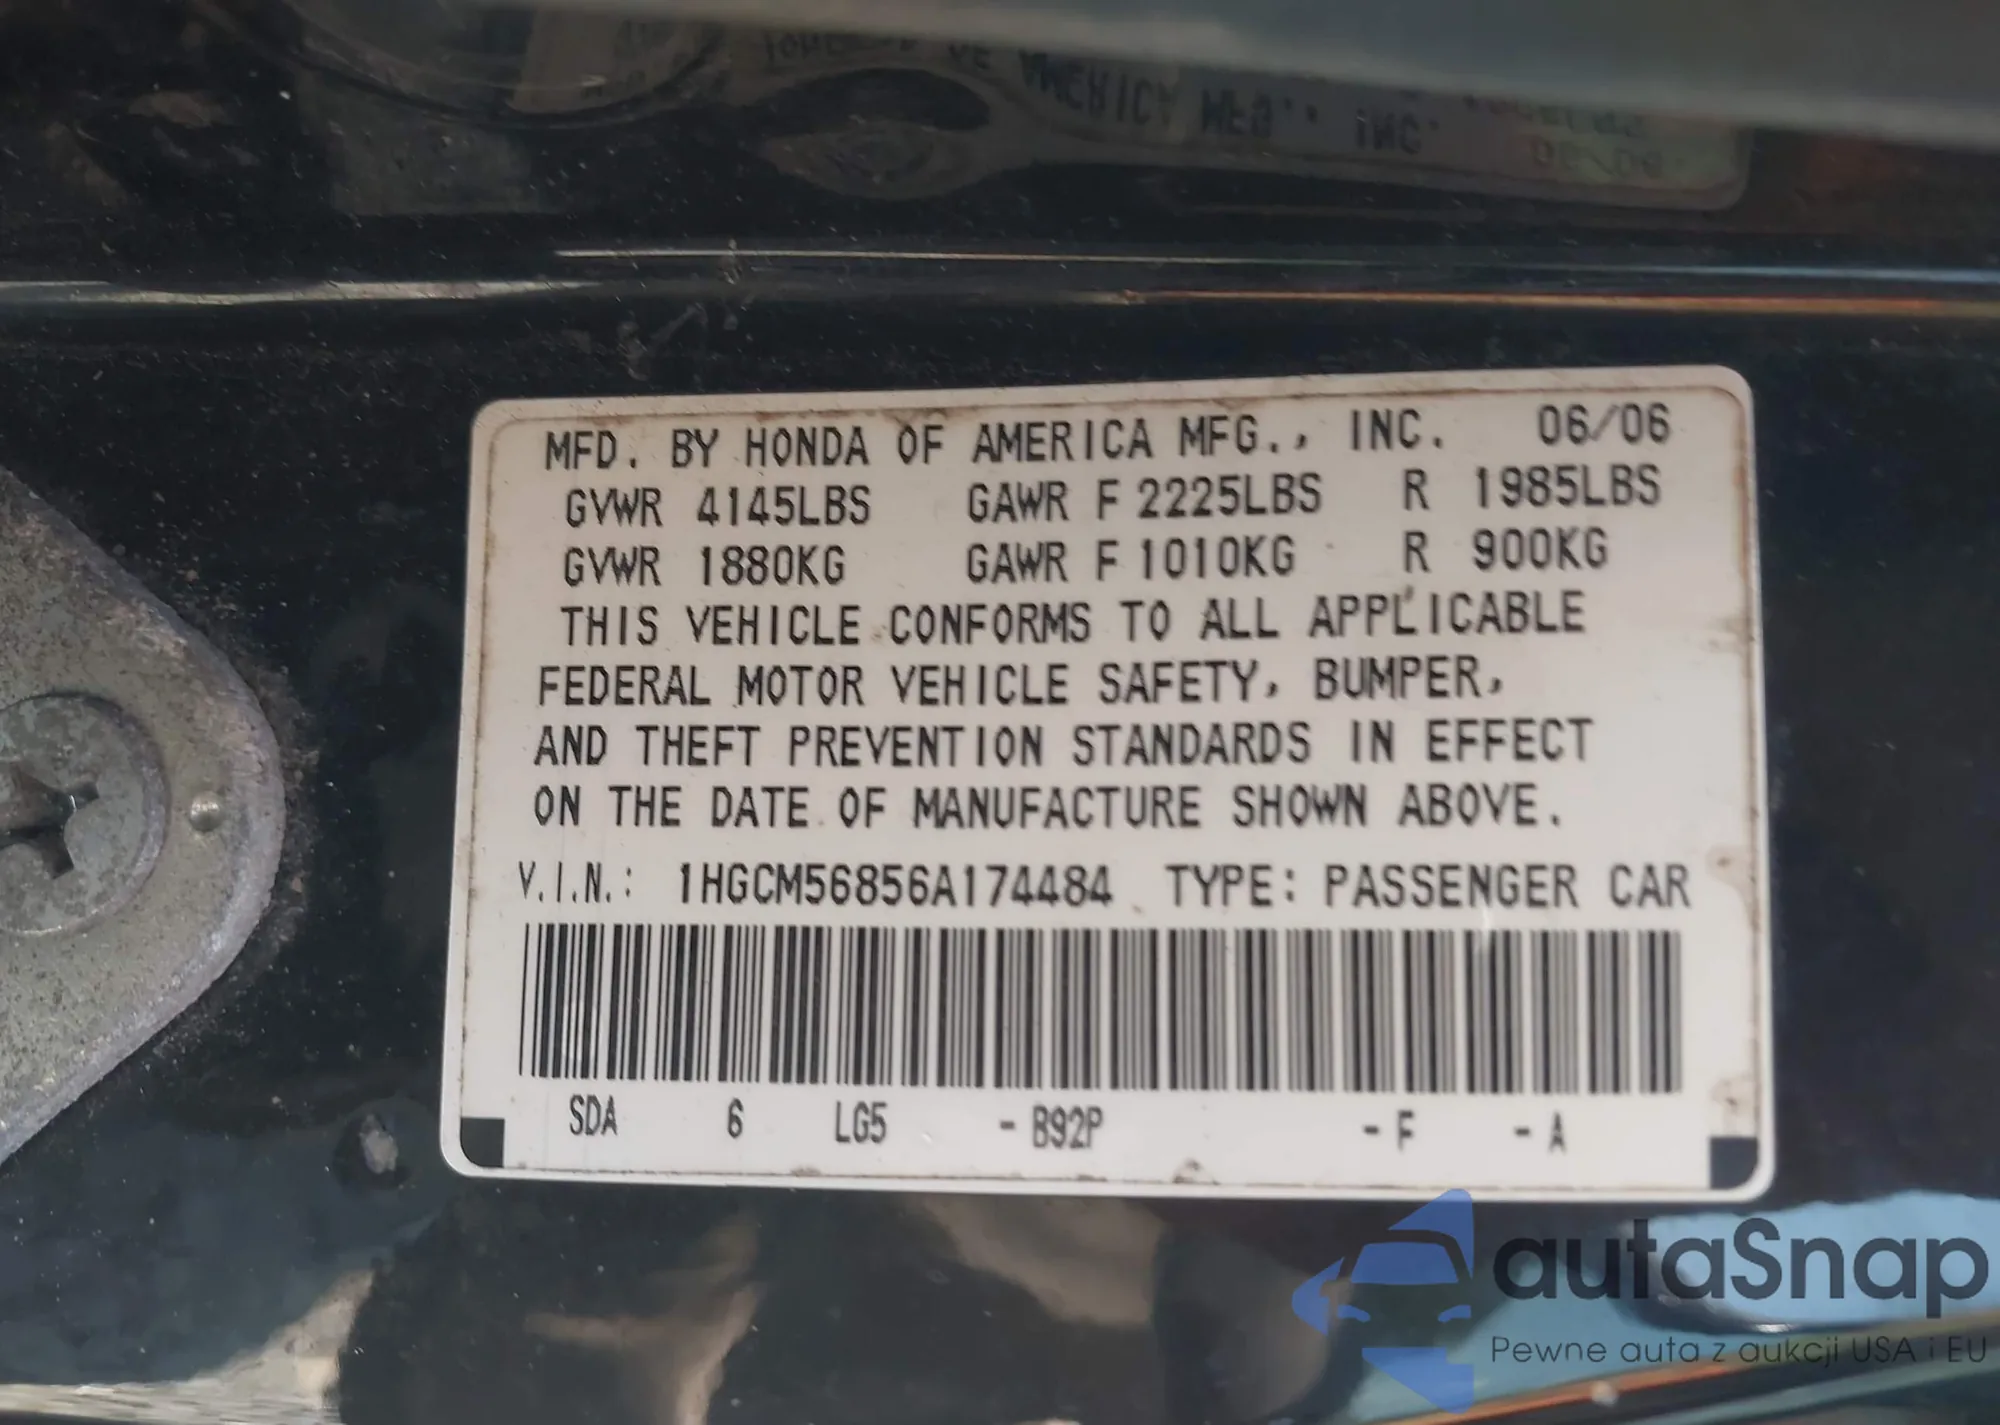 MFD. BY HONDA OF AMERICA MFG., INC. 06/06
GVWR 4145LBS GAWR F 2225LBS R 1985LBS
GVWR 1880KG GAWR F 1010KG R 900KG
THIS VEHICLE CONFORMS TO ALL APPLICABLE
FEDERAL MOTOR VEHICLE SAFETY, BUMPER,
AND THEFT PREVENTION STANDARDS IN EFFECT
ON THE DATE OF MANUFACTURE SHOWN ABOVE.
V.I.N.: 1HGCM56856A174484 TYPE: PASSENGER CAR
SDA 6 LG5 - B92P - F - A
autaSnap
Pewne auta z aukcji USA i EU